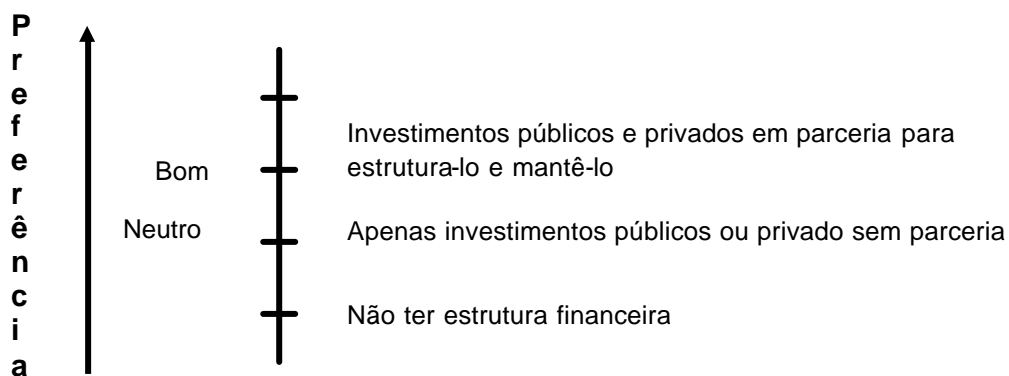 Preferência
Investimentos públicos e privados em parceria para
Bom
estrutura-lo e mantê-lo
Neutro
Apenas investimentos públicos ou privado sem parceria
Não ter estrutura financeira